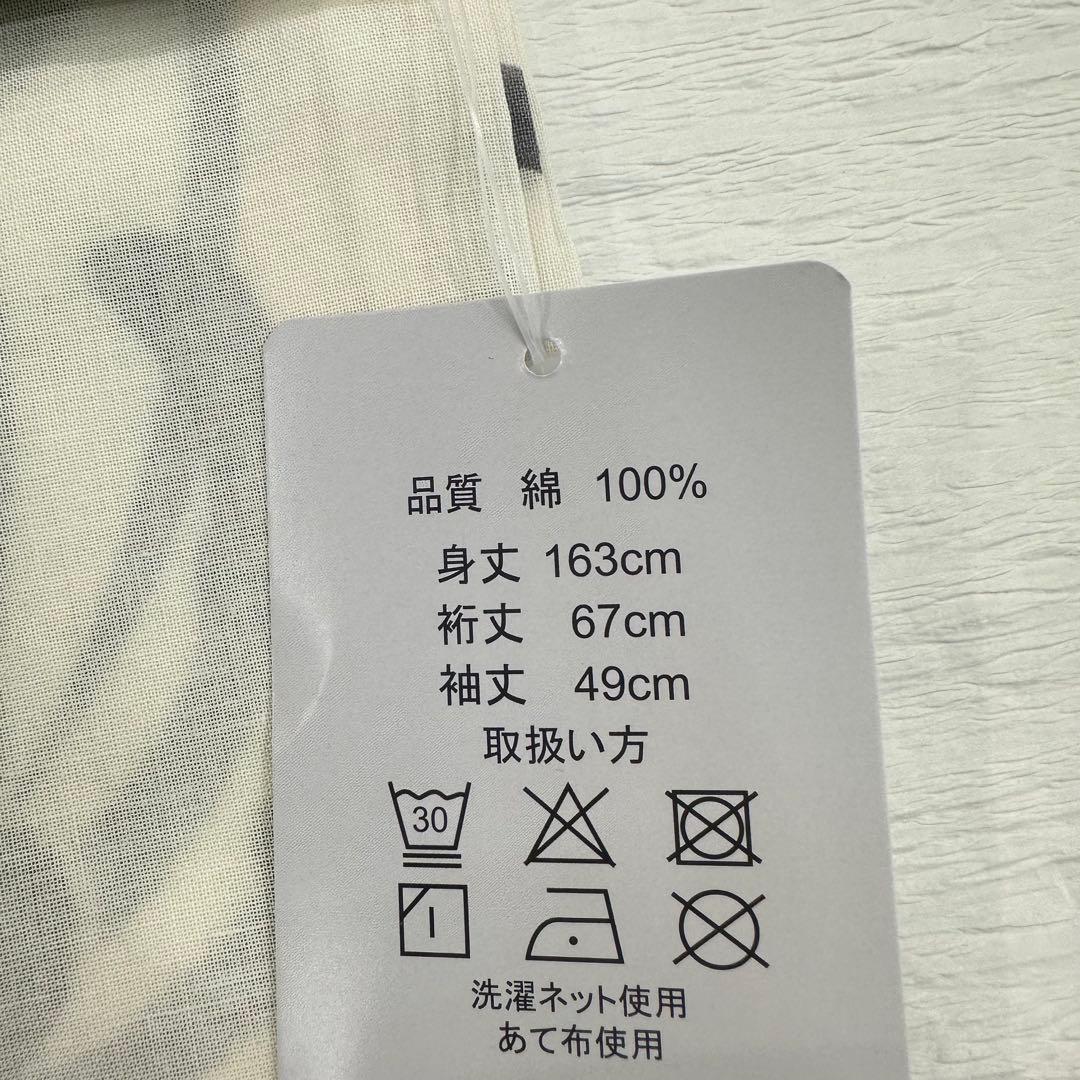 品質 綿 100%
身丈 163cm
裄丈 67cm
袖丈 49cm
取扱い方
30
洗濯ネット使用
あて布使用